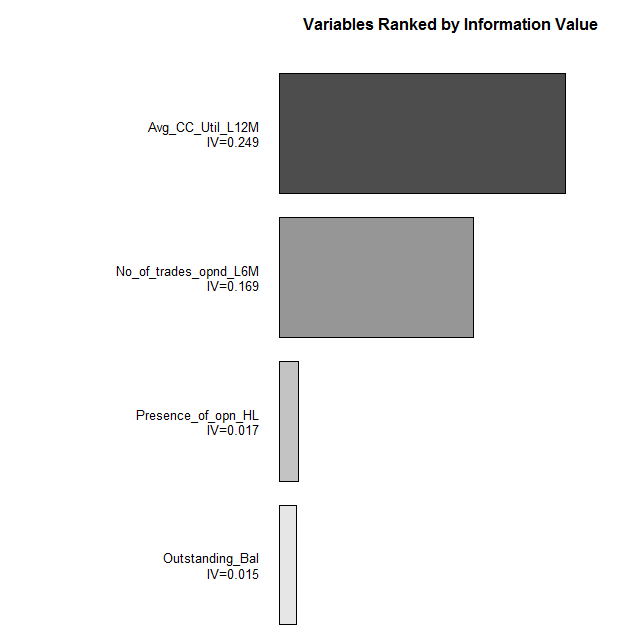 Variables Ranked by Information Value
Avg_CC_Util_L12M
IV=0.249
No_of_trades_opnd_L6M
IV=0.169
Presence_of_opn_HL
IV=0.017
Outstanding_Bal
IV=0.015